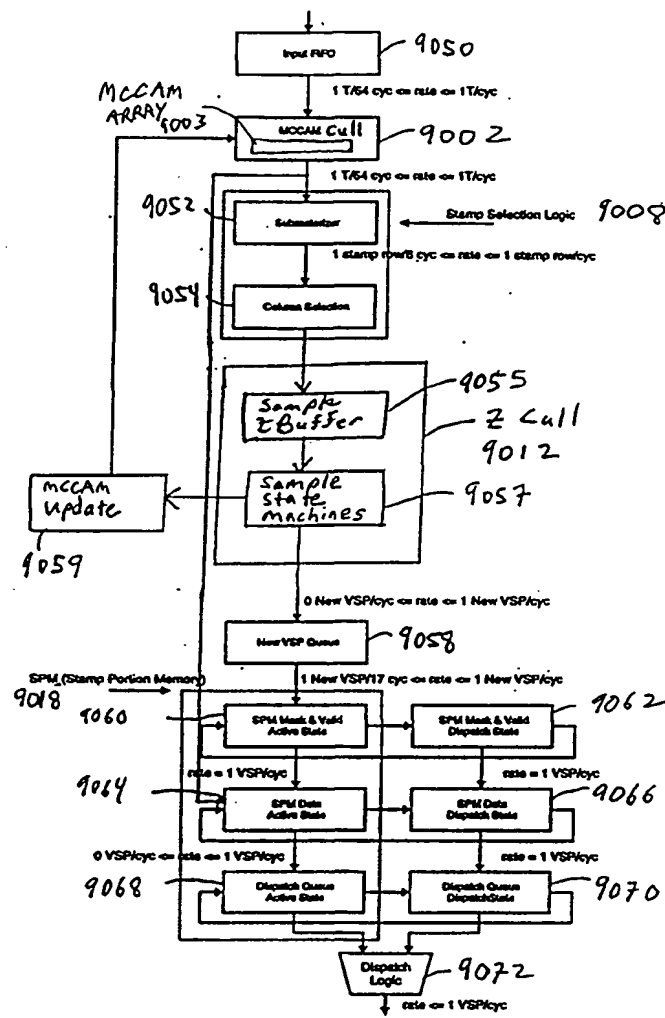 Input FIFO
9050
1 T/64 cyc <= rate <= 1T/cyc
MCCAM
ARRAY
9003
MCCAM Cull
9002
1 T/64 cyc <= rate <= 1T/cyc
9052
Subrasterizer
Stamp Selection Logic
9008
1 stamp row/8 cyc <= rate <= 1 stamp row/cyc
9054
Column Selection
9055
Sample
Z Buffer
Z Cull
9012
Sample
State
Machines
9057
MCCAM
Update
9059
0 New VSP/cyc <= rate <= 1 New VSP/cyc
New VSP Queue
9058
SPM (Stamp Portion Memory)
1 New VSP/17 cyc <= rate <= 1 New VSP/cyc
9018
9060
SPM Mask & Valid
Active State
SPM Mask & Valid
Dispatch State
9062
rate = 1 VSP/cyc
rate = 1 VSP/cyc
9064
SPM Data
Active State
SPM Data
Dispatch State
9066
0 VSP/cyc <= rate <= 1 VSP/cyc
rate = 1 VSP/cyc
9068
Dispatch Queue
Active State
Dispatch Queue
DispatchState
9070
Dispatch
Logic
9072
rate <= 1 VSP/cyc